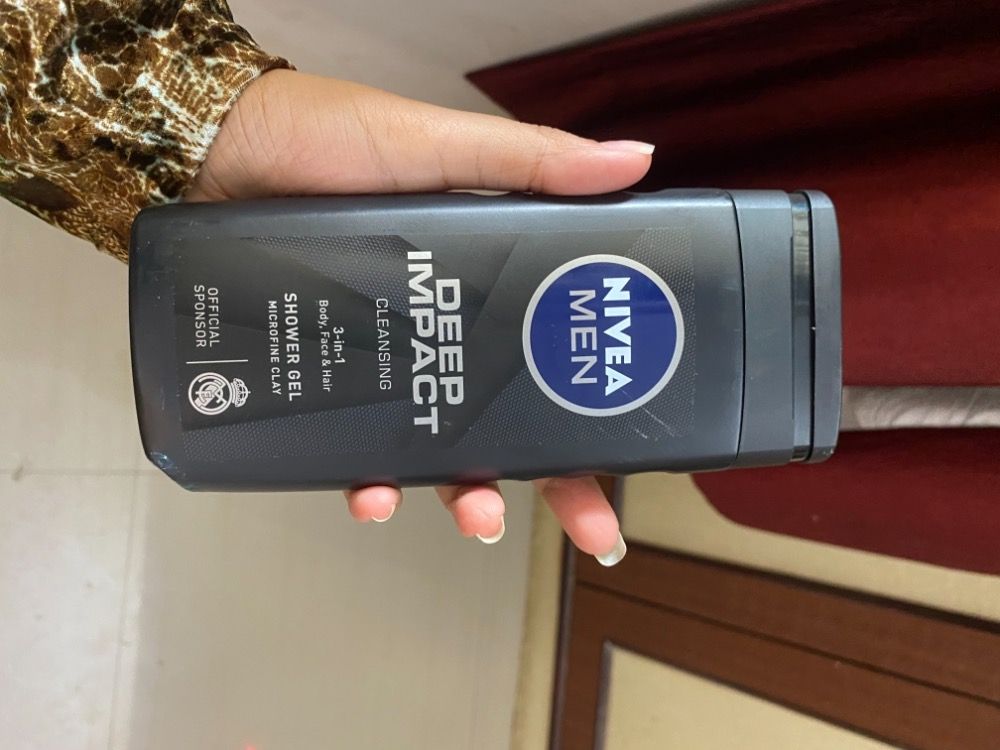 NIVEA
MEN
DEEP
IMPACT
CLEANSING
3-in-1
Body, Face & Hair
SHOWER GEL
MICROFINE CLAY
OFFICIAL
SPONSOR